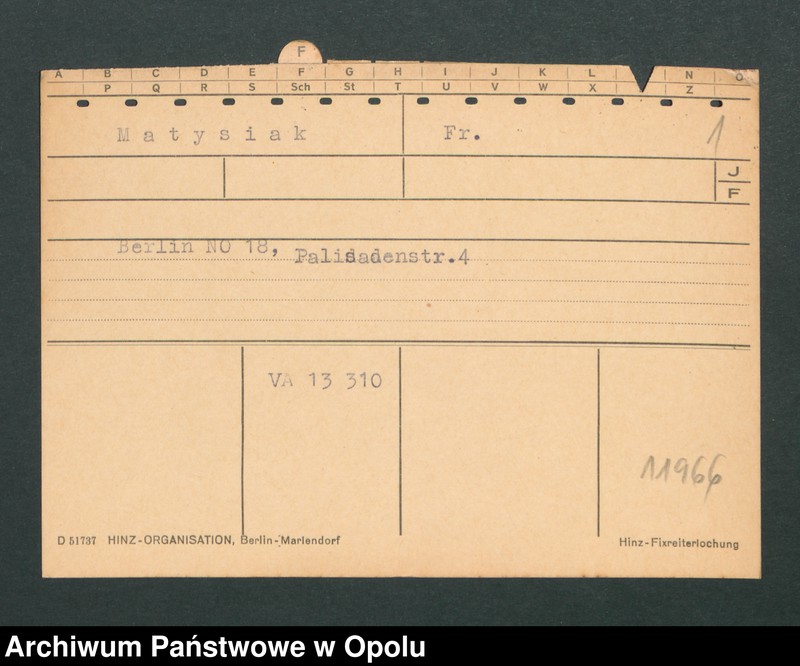 F
A B C D E F G H I J K L N O
P Q R S Sch St T U V W X Z
Matysiak Fr. 1
J
F
Berlin NO 18, Palisadenstr.4
VA 13 310
11966
D 51737 HINZ-ORGANISATION, Berlin-Mariendorf Hinz-Fixreiterlochung
Archiwum Państwowe w Opolu